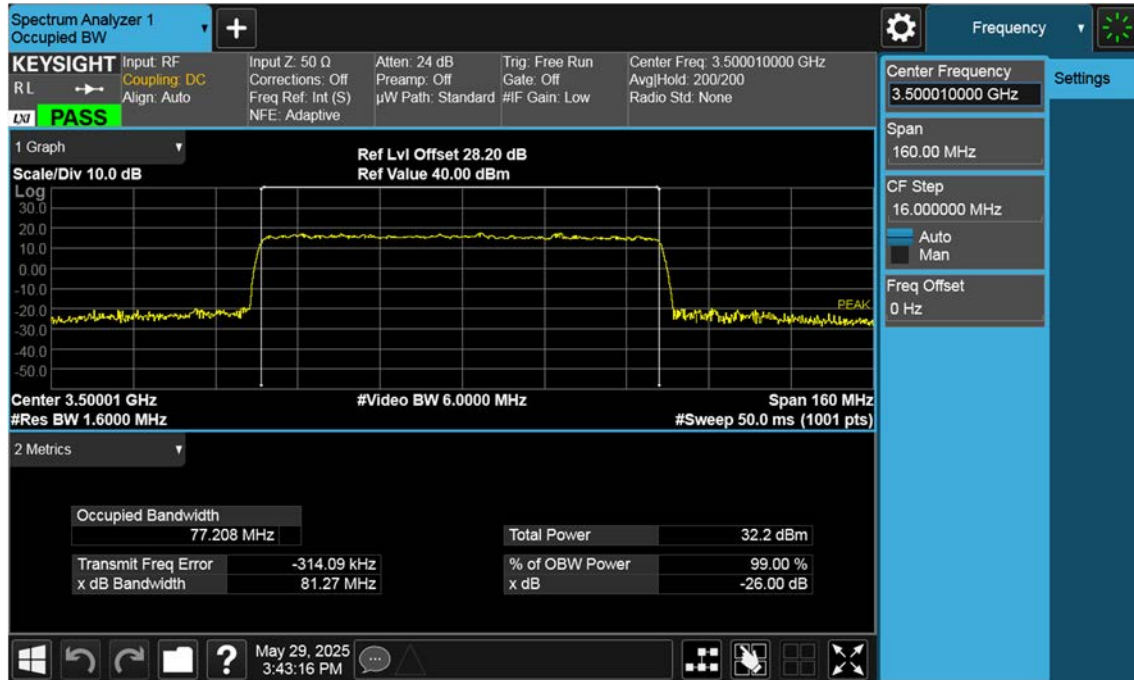 Spectrum Analyzer 1
Occupied BW
Frequency
KEYSIGHT
R L
LXI
PASS
Input: RF
Coupling: DC
Align: Auto
Input Z: 50 Ω
Corrections: Off
Freq Ref: Int (S)
NFE: Adaptive
Atten: 24 dB
Preamp: Off
µW Path: Standard
Trig: Free Run
Gate: Off
#IF Gain: Low
Center Freq: 3.500010000 GHz
Avg|Hold: 200/200
Radio Std: None
Center Frequency
3.500010000 GHz
Settings
Span
160.00 MHz
CF Step
16.000000 MHz
Auto
Man
Freq Offset
0 Hz
1 Graph
Scale/Div 10.0 dB
Ref Lvl Offset 28.20 dB
Ref Value 40.00 dBm
Log
30.0
20.0
10.0
0.00
-10.0
-20.0
-30.0
-40.0
-50.0
PEAK
Center 3.50001 GHz
#Video BW 6.0000 MHz
Span 160 MHz
#Res BW 1.6000 MHz
#Sweep 50.0 ms (1001 pts)
2 Metrics
Occupied Bandwidth
77.208 MHz
Total Power 32.2 dBm
Transmit Freq Error -314.09 kHz
% of OBW Power 99.00 %
x dB Bandwidth 81.27 MHz
x dB -26.00 dB
?
May 29, 2025
3:43:16 PM